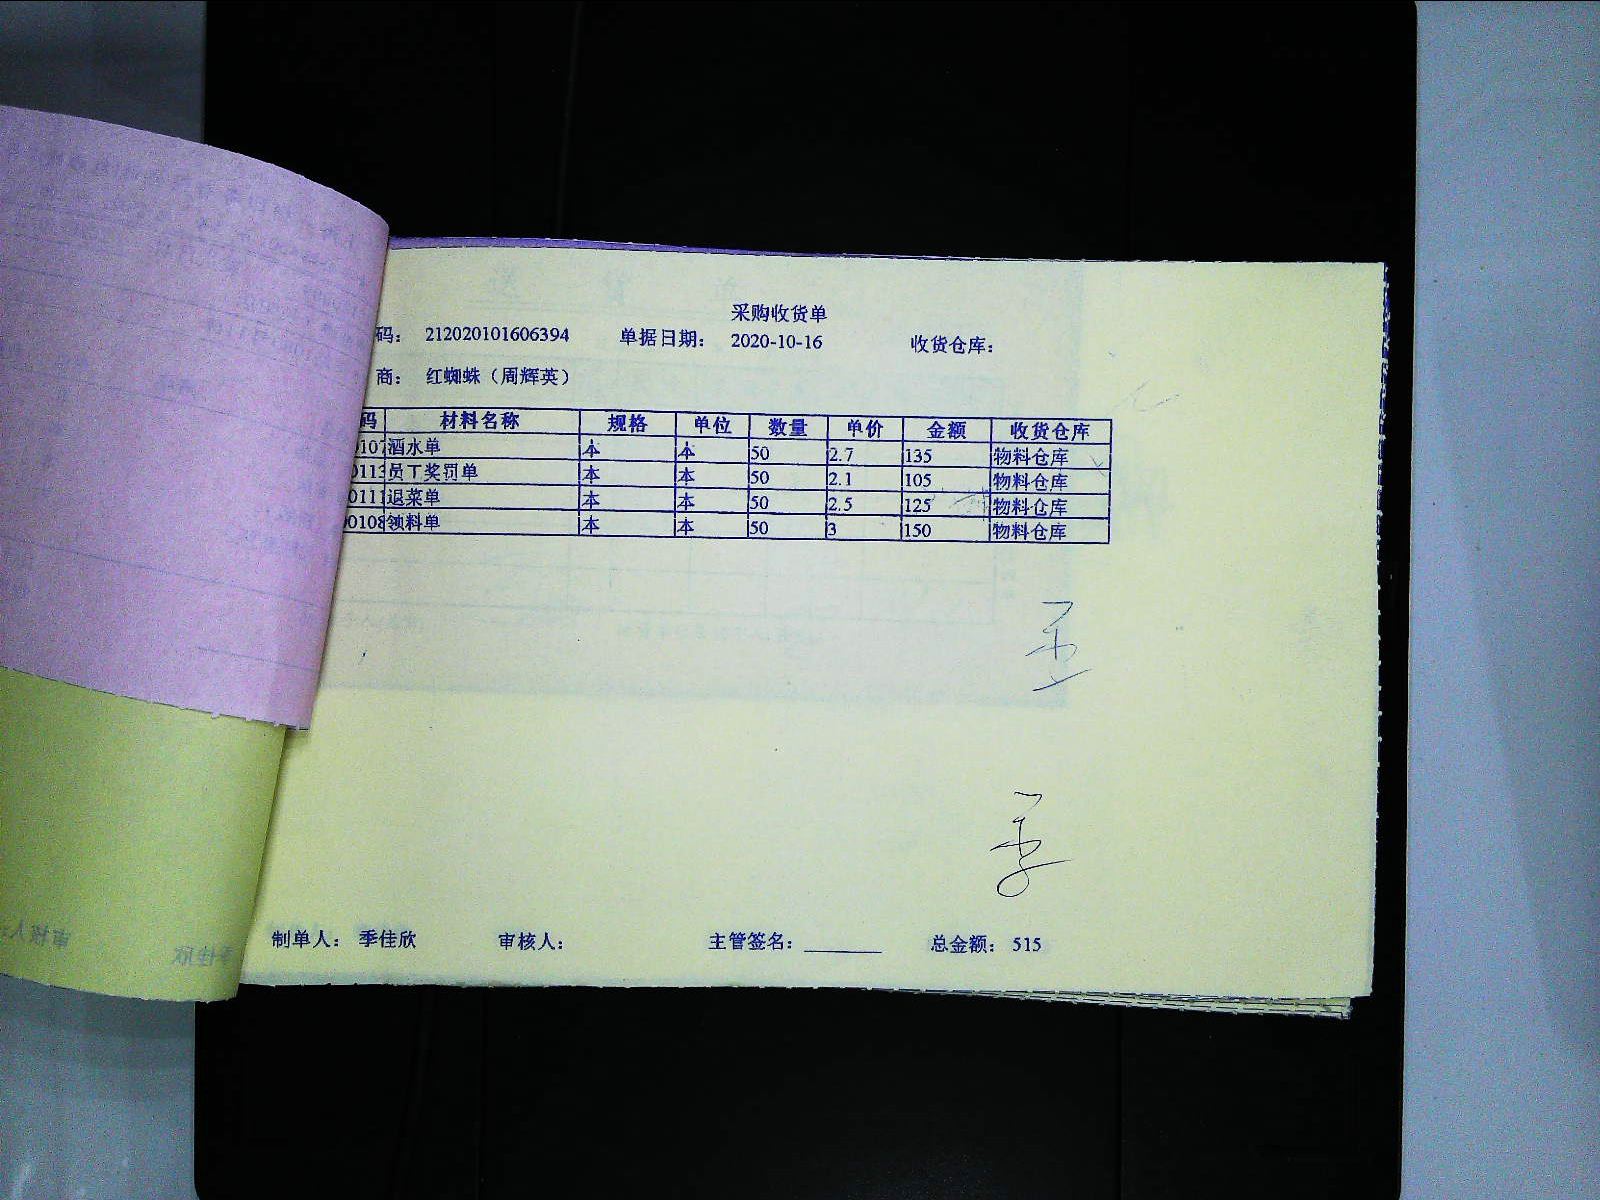 采购收货单
码： 212020101606394 单据日期： 2020-10-16 收货仓库：
商： 红蜘蛛（周辉英）
码 材料名称 规格 单位 数量 单价 金额 收货仓库
0107 酒水单 本 本 50 2.7 135 物料仓库
0113 员工奖罚单 本 本 50 2.1 105 物料仓库
0111 退菜单 本 本 50 2.5 125 物料仓库
00108 领料单 本 本 50 3 150 物料仓库
制单人： 季佳欣 审核人： 主管签名： 总金额： 515